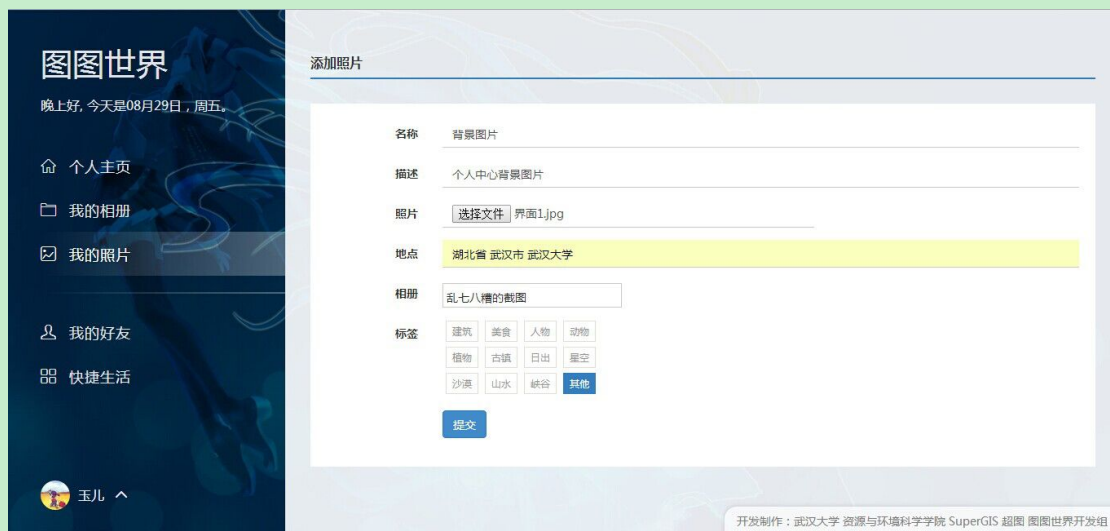 图图世界
晚上好, 今天是08月29日，周五。
个人主页
我的相册
我的照片
我的好友
快捷生活
玉儿
添加照片
名称 背景图片
描述 个人中心背景图片
照片 选择文件 界面1.jpg
地点 湖北省 武汉市 武汉大学
相册 乱七八糟的截图
标签 建筑 美食 人物 动物
植物 古镇 日出 星空
沙漠 山水 峡谷 其他
提交
开发制作：武汉大学 资源与环境科学学院 SuperGIS 超图 图图世界开发组